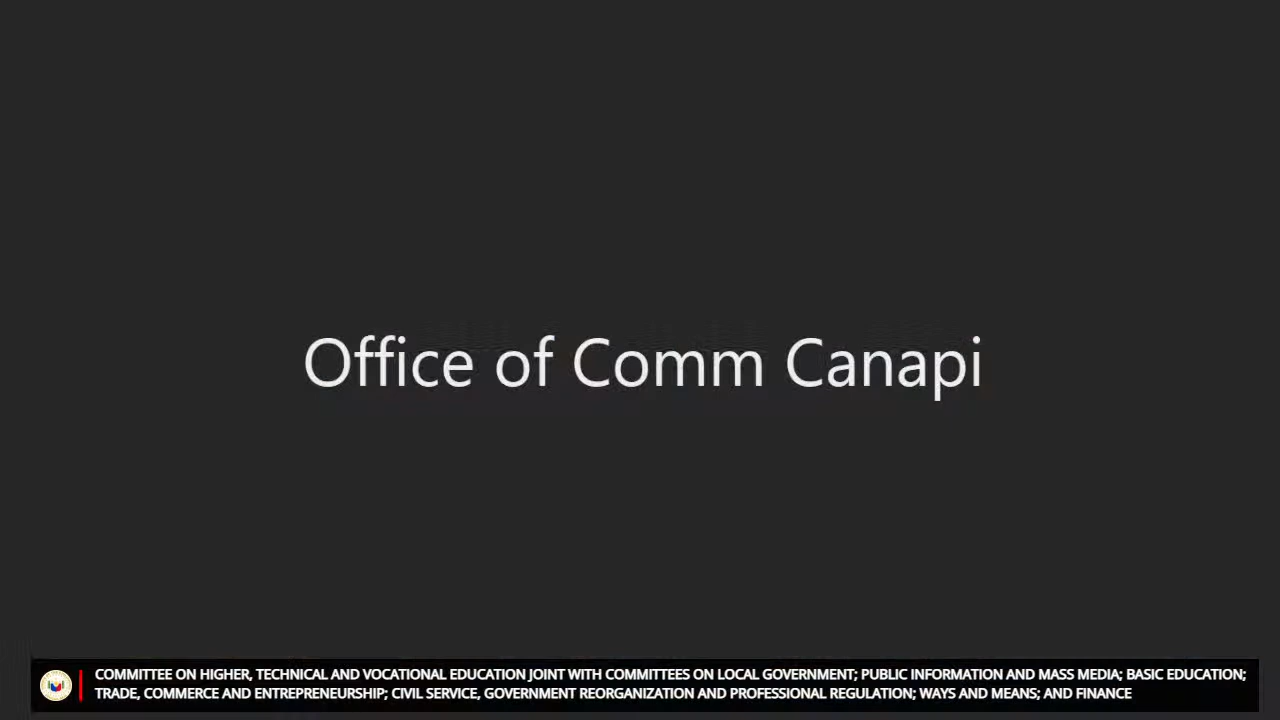 Office of Comm Canapi
COMMITTEE ON HIGHER, TECHNICAL AND VOCATIONAL EDUCATION JOINT WITH COMMITTEES ON LOCAL GOVERNMENT; PUBLIC INFORMATION AND MASS MEDIA; BASIC EDUCATION;
TRADE, COMMERCE AND ENTREPRENEURSHIP; CIVIL SERVICE, GOVERNMENT REORGANIZATION AND PROFESSIONAL REGULATION; WAYS AND MEANS; AND FINANCE